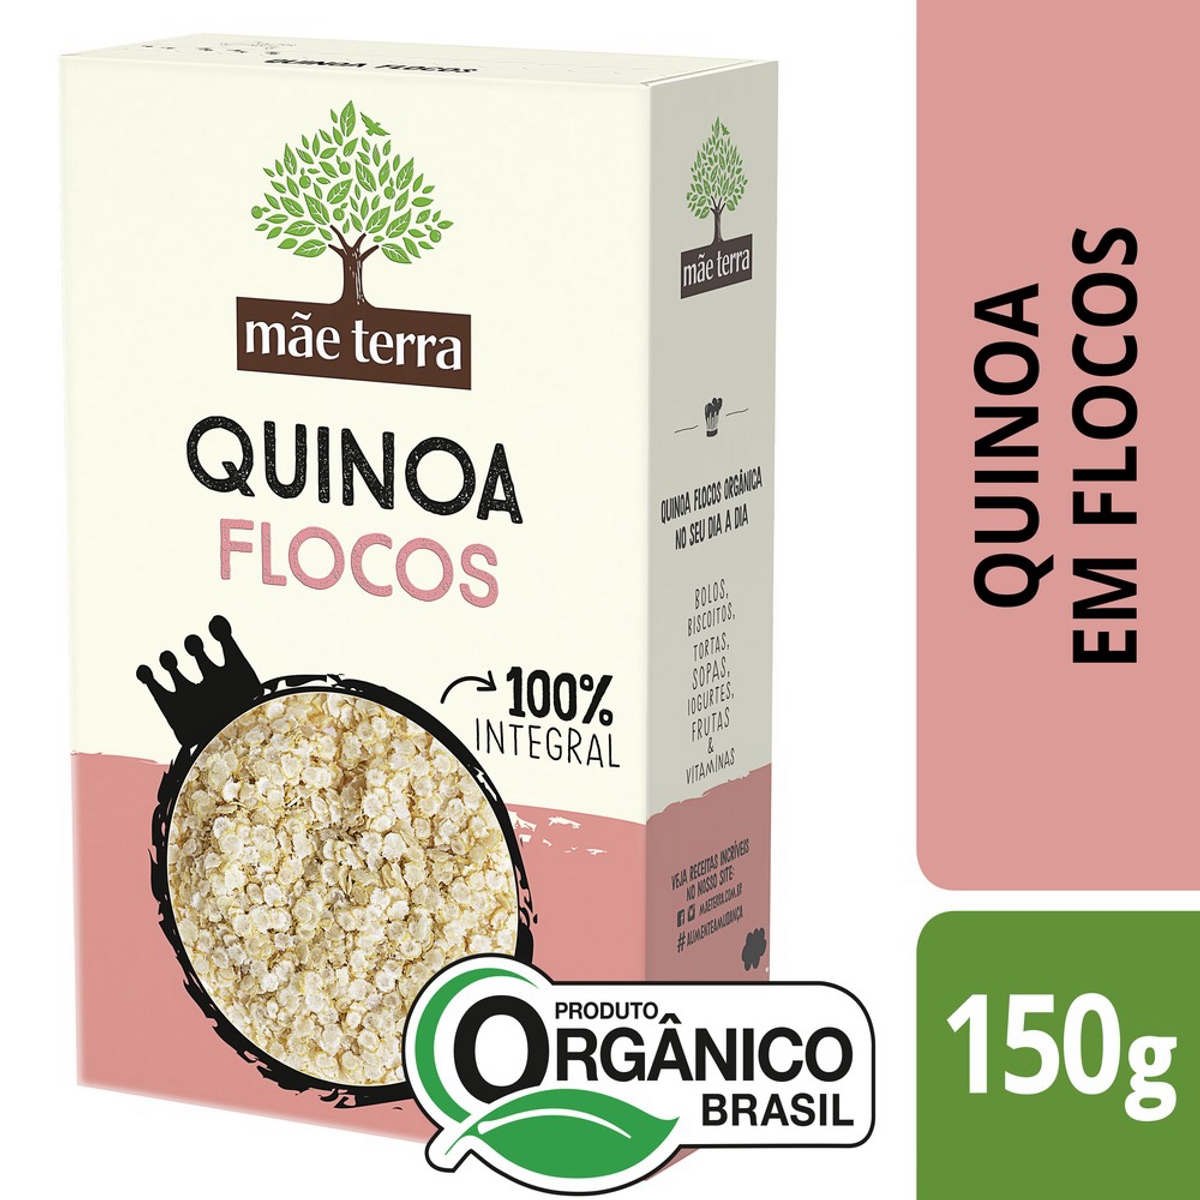 QUINOA FLOCOS
mãe terra
QUINOA
FLOCOS
100%
INTEGRAL
mãe terra
QUINOA FLOCOS ORGÂNICA
NO SEU DIA A DIA
BOLOS,
BISCOITOS,
TORTAS,
SOPAS,
IOGURTES,
FRUTAS
&
VITAMINAS
VEJA RECEITAS INCRÍVEIS
NO NOSSO SITE:
MAETERRA.COM.BR
#ALIMENTEAMUDANÇA
PRODUTO
ORGÂNICO
BRASIL
QUINOA
EM FLOCOS
150g